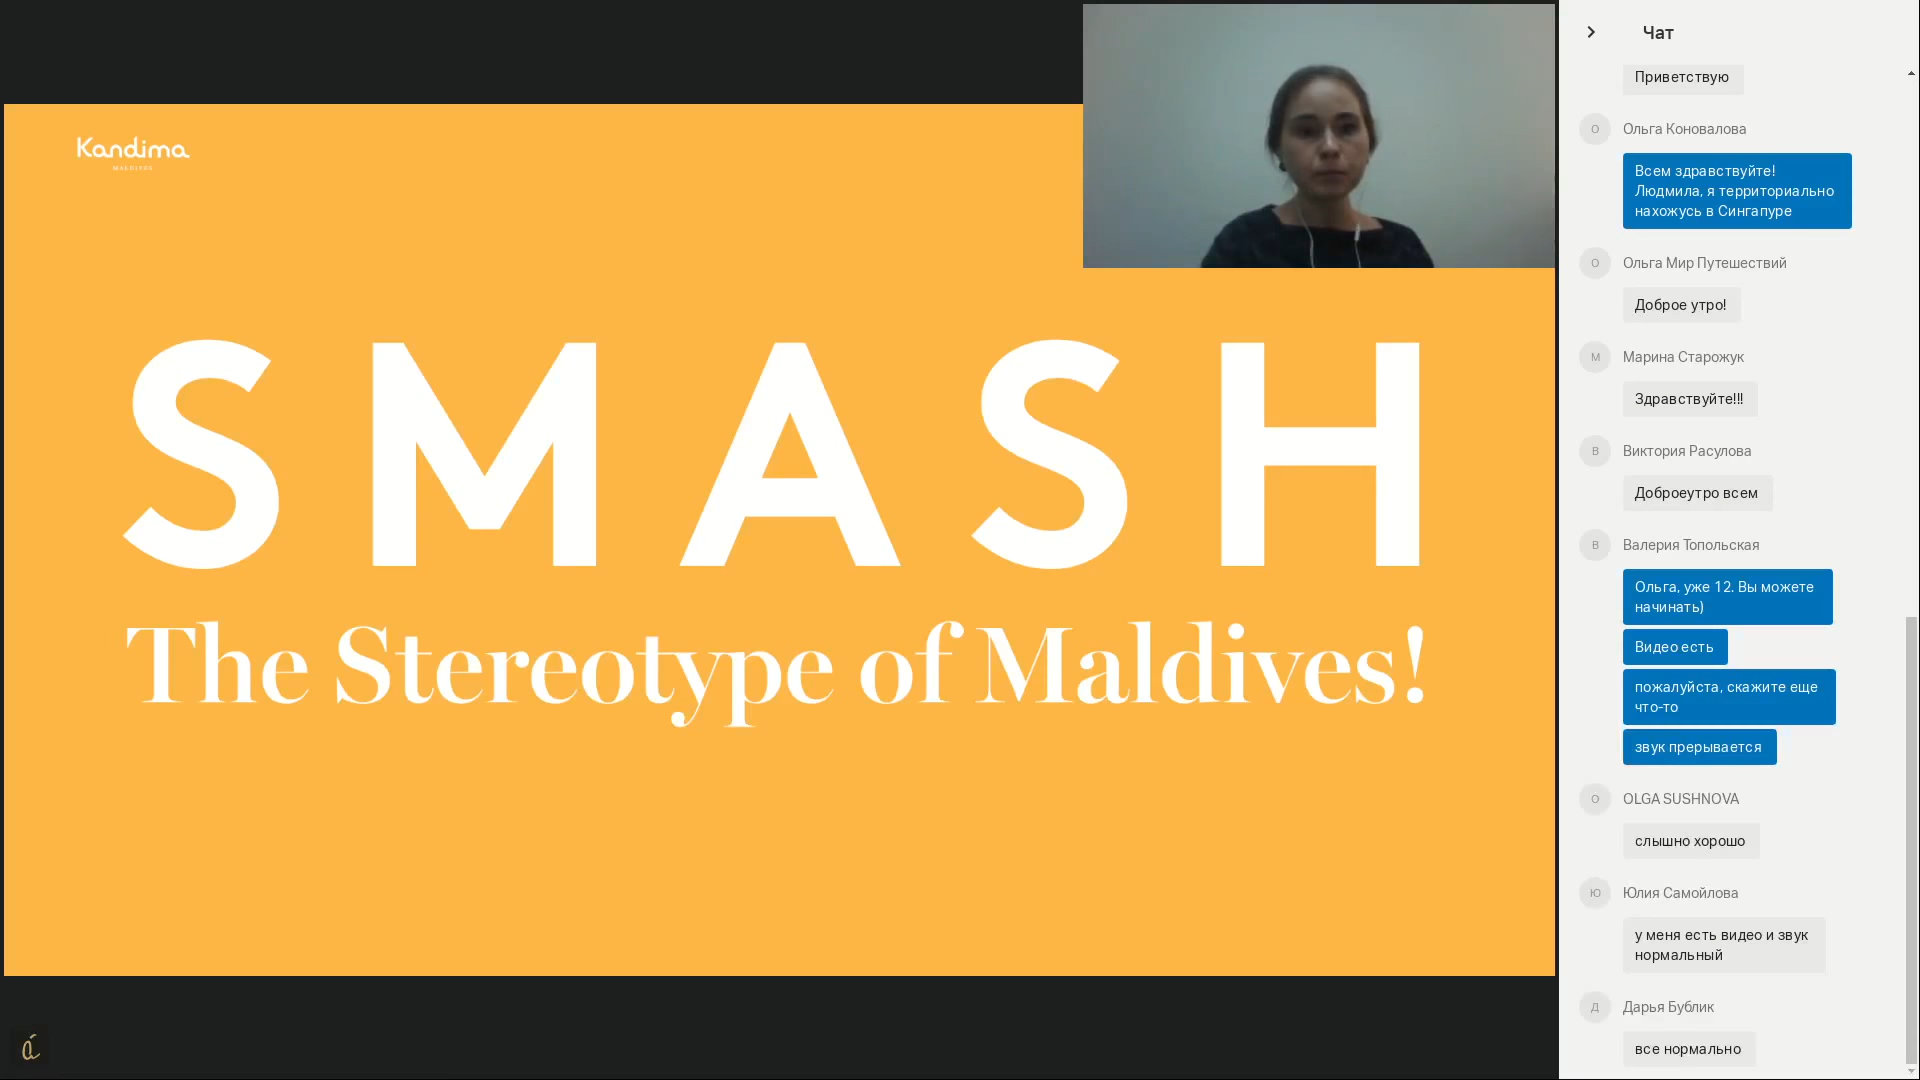 Kandima
MALDIVES
SMASH
The Stereotype of Maldives!
á
Чат
Приветствую
О
Ольга Коновалова
Всем здравствуйте!
Людмила, я территориально
нахожусь в Сингапуре
О
Ольга Мир Путешествий
Доброе утро!
М
Марина Старожук
Здравствуйте!!!
В
Виктория Расулова
Доброеутро всем
В
Валерия Топольская
Ольга, уже 12. Вы можете
начинать)
Видео есть
пожалуйста, скажите еще
что-то
звук прерывается
O
OLGA SUSHNOVA
слышно хорошо
Ю
Юлия Самойлова
у меня есть видео и звук
нормальный
Д
Дарья Бублик
все нормально